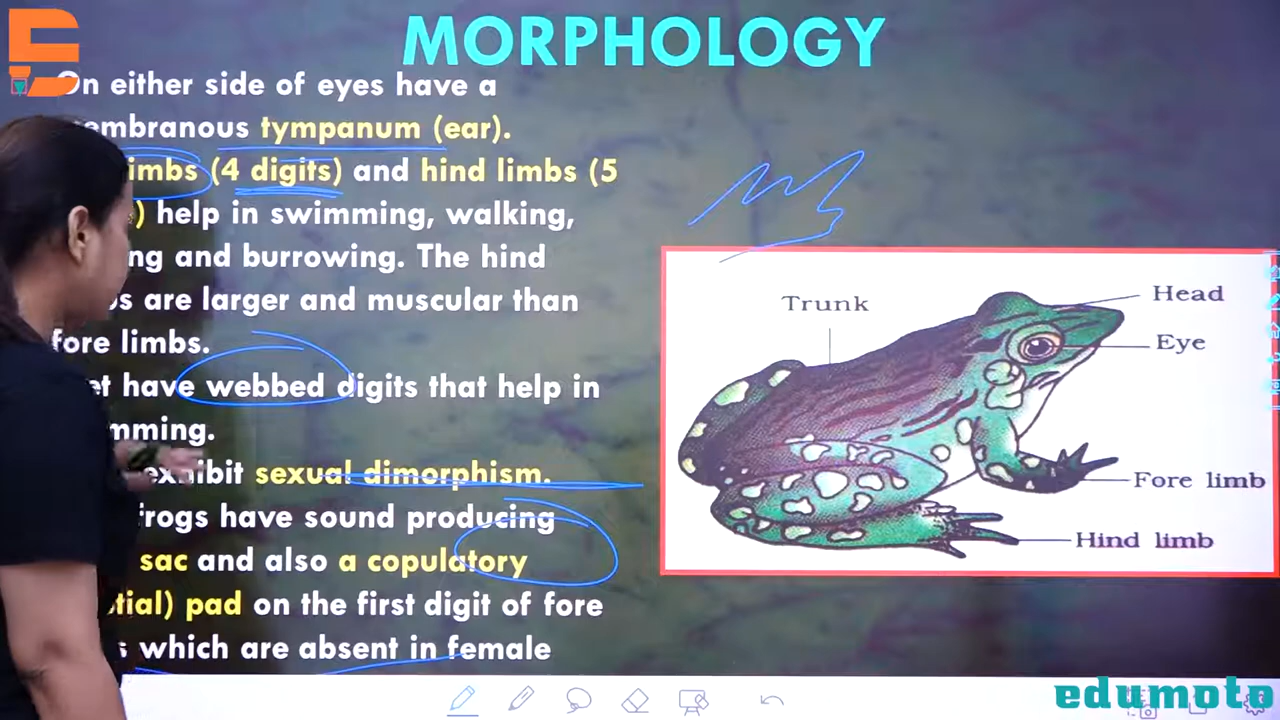 MORPHOLOGY
On either side of eyes have a
tympanum (ear).
(4 digits) and hind limbs (5
help in swimming, walking,
and burrowing. The hind
are larger and muscular than
fore limbs.
have webbed digits that help in
exhibit sexual dimorphism.
frogs have sound producing
sac and also a copulatory
pad on the first digit of fore
which are absent in female
Trunk
Head
Eye
Fore limb
Hind limb
edumoto